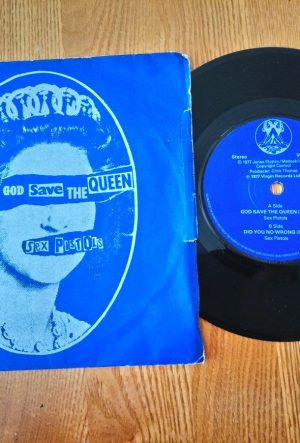 GOD Save THE QUEEN
SEX PISTOLS
Stereo
℗ 1977 Jones/Rotten/Matlock/
Copyright Control
Producer: Chris Thomas
© 1977 Virgin Records Ltd
A Side
GOD SAVE THE QUEEN
Sex Pistols
B Side
DID YOU NO WRONG
Sex Pistols